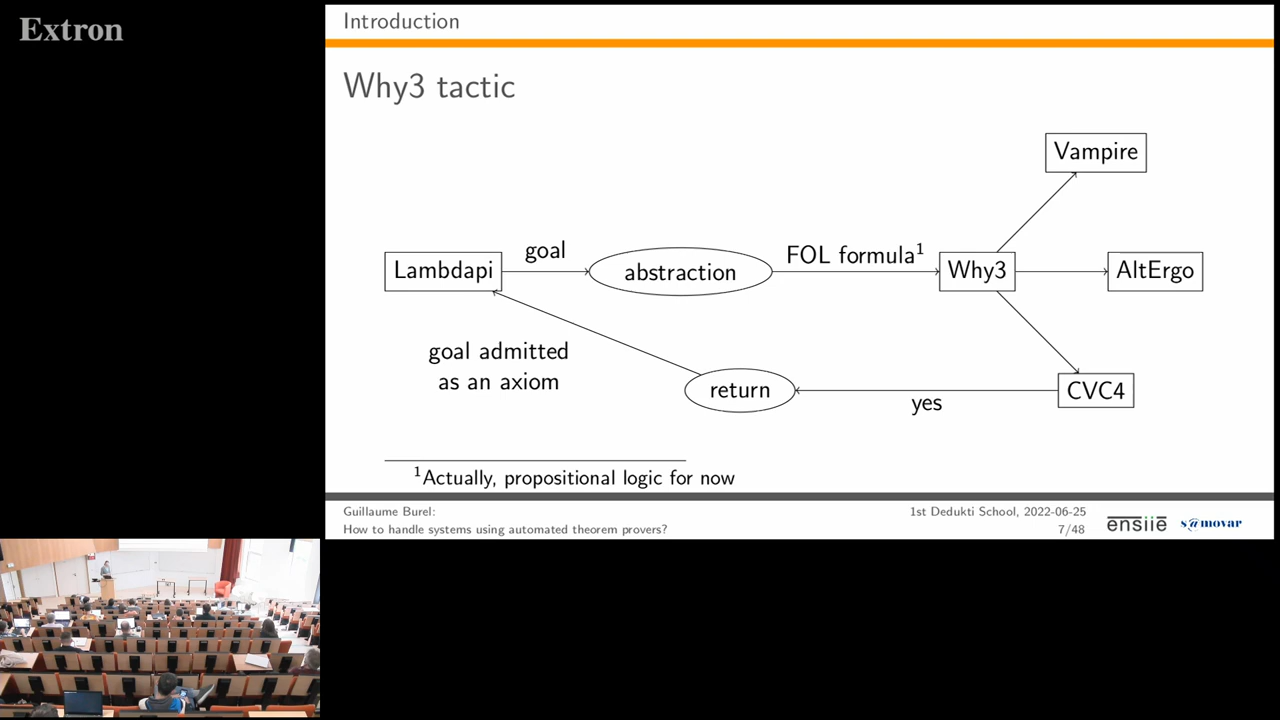 Extron
Introduction
Why3 tactic
Vampire
Lambdapi
goal
abstraction
FOL formula¹
Why3
AltErgo
goal admitted
as an axiom
return
yes
CVC4
¹Actually, propositional logic for now
Guillaume Burel:
How to handle systems using automated theorem provers?
1st Dedukti School, 2022-06-25
7/48
ensiie
s@movar